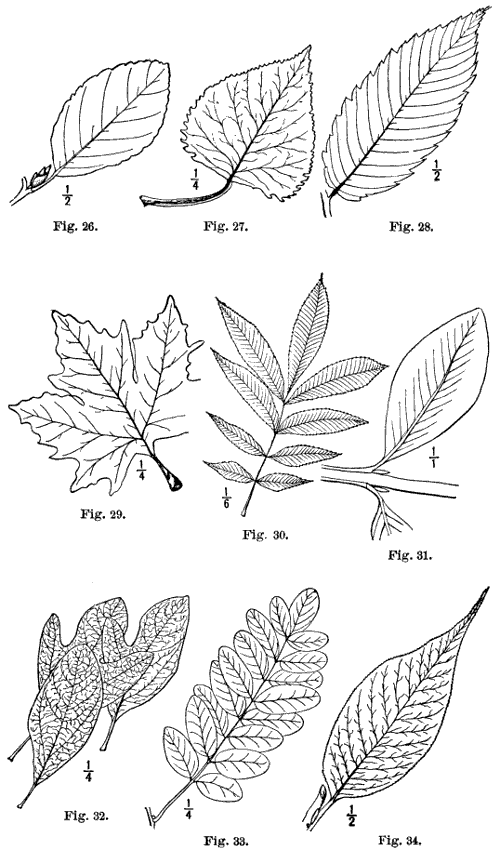 1/2
1/4
1/2
Fig. 26.
Fig. 27.
Fig. 28.
1/4
1/6
1/1
Fig. 29.
Fig. 30.
Fig. 31.
1/4
1/4
1/2
Fig. 32.
Fig. 33.
Fig. 34.